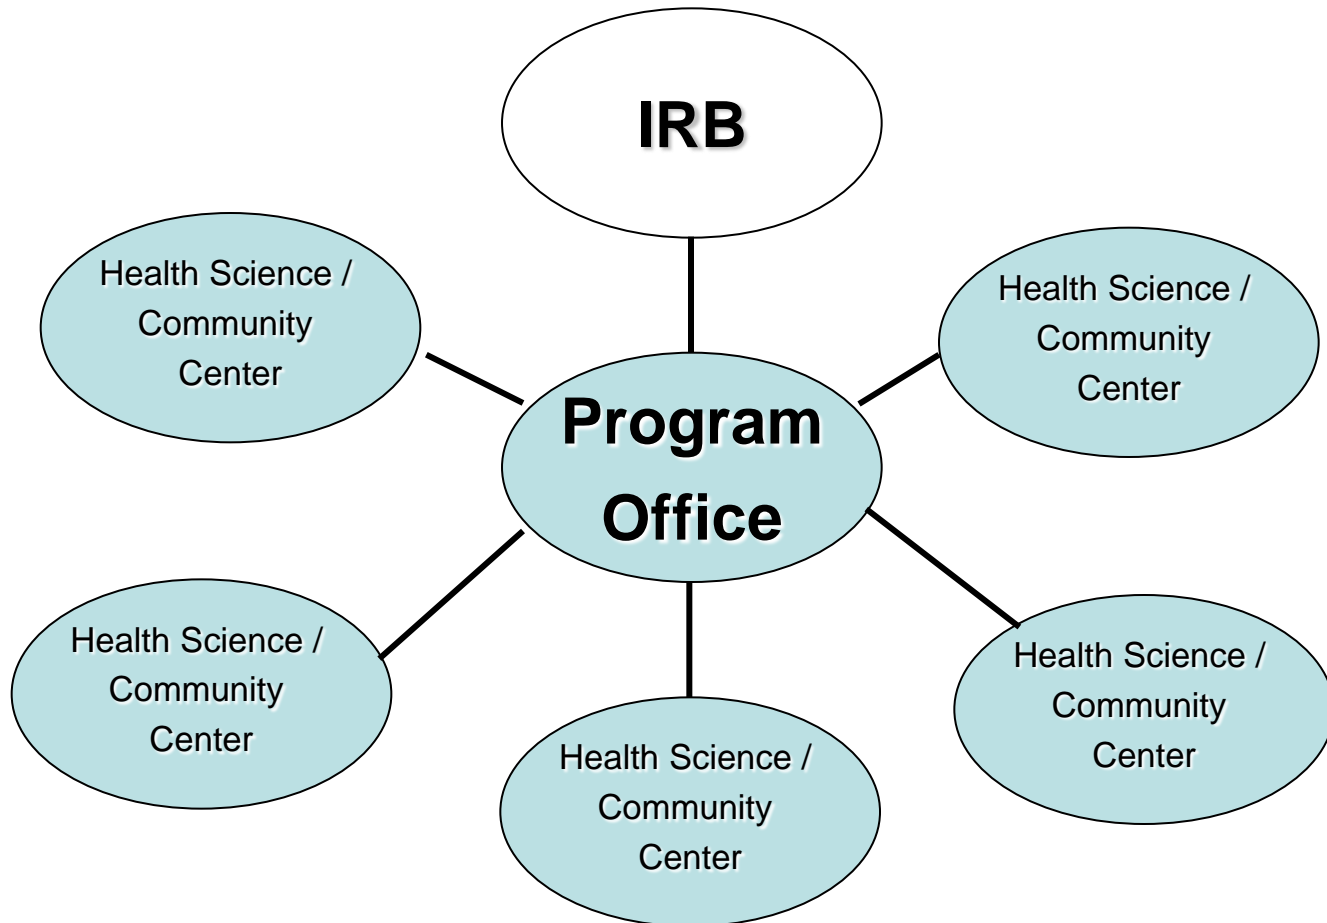 IRB
Health Science /
Community
Center
Health Science /
Community
Center
Program
Office
Health Science /
Community
Center
Health Science /
Community
Center
Health Science /
Community
Center